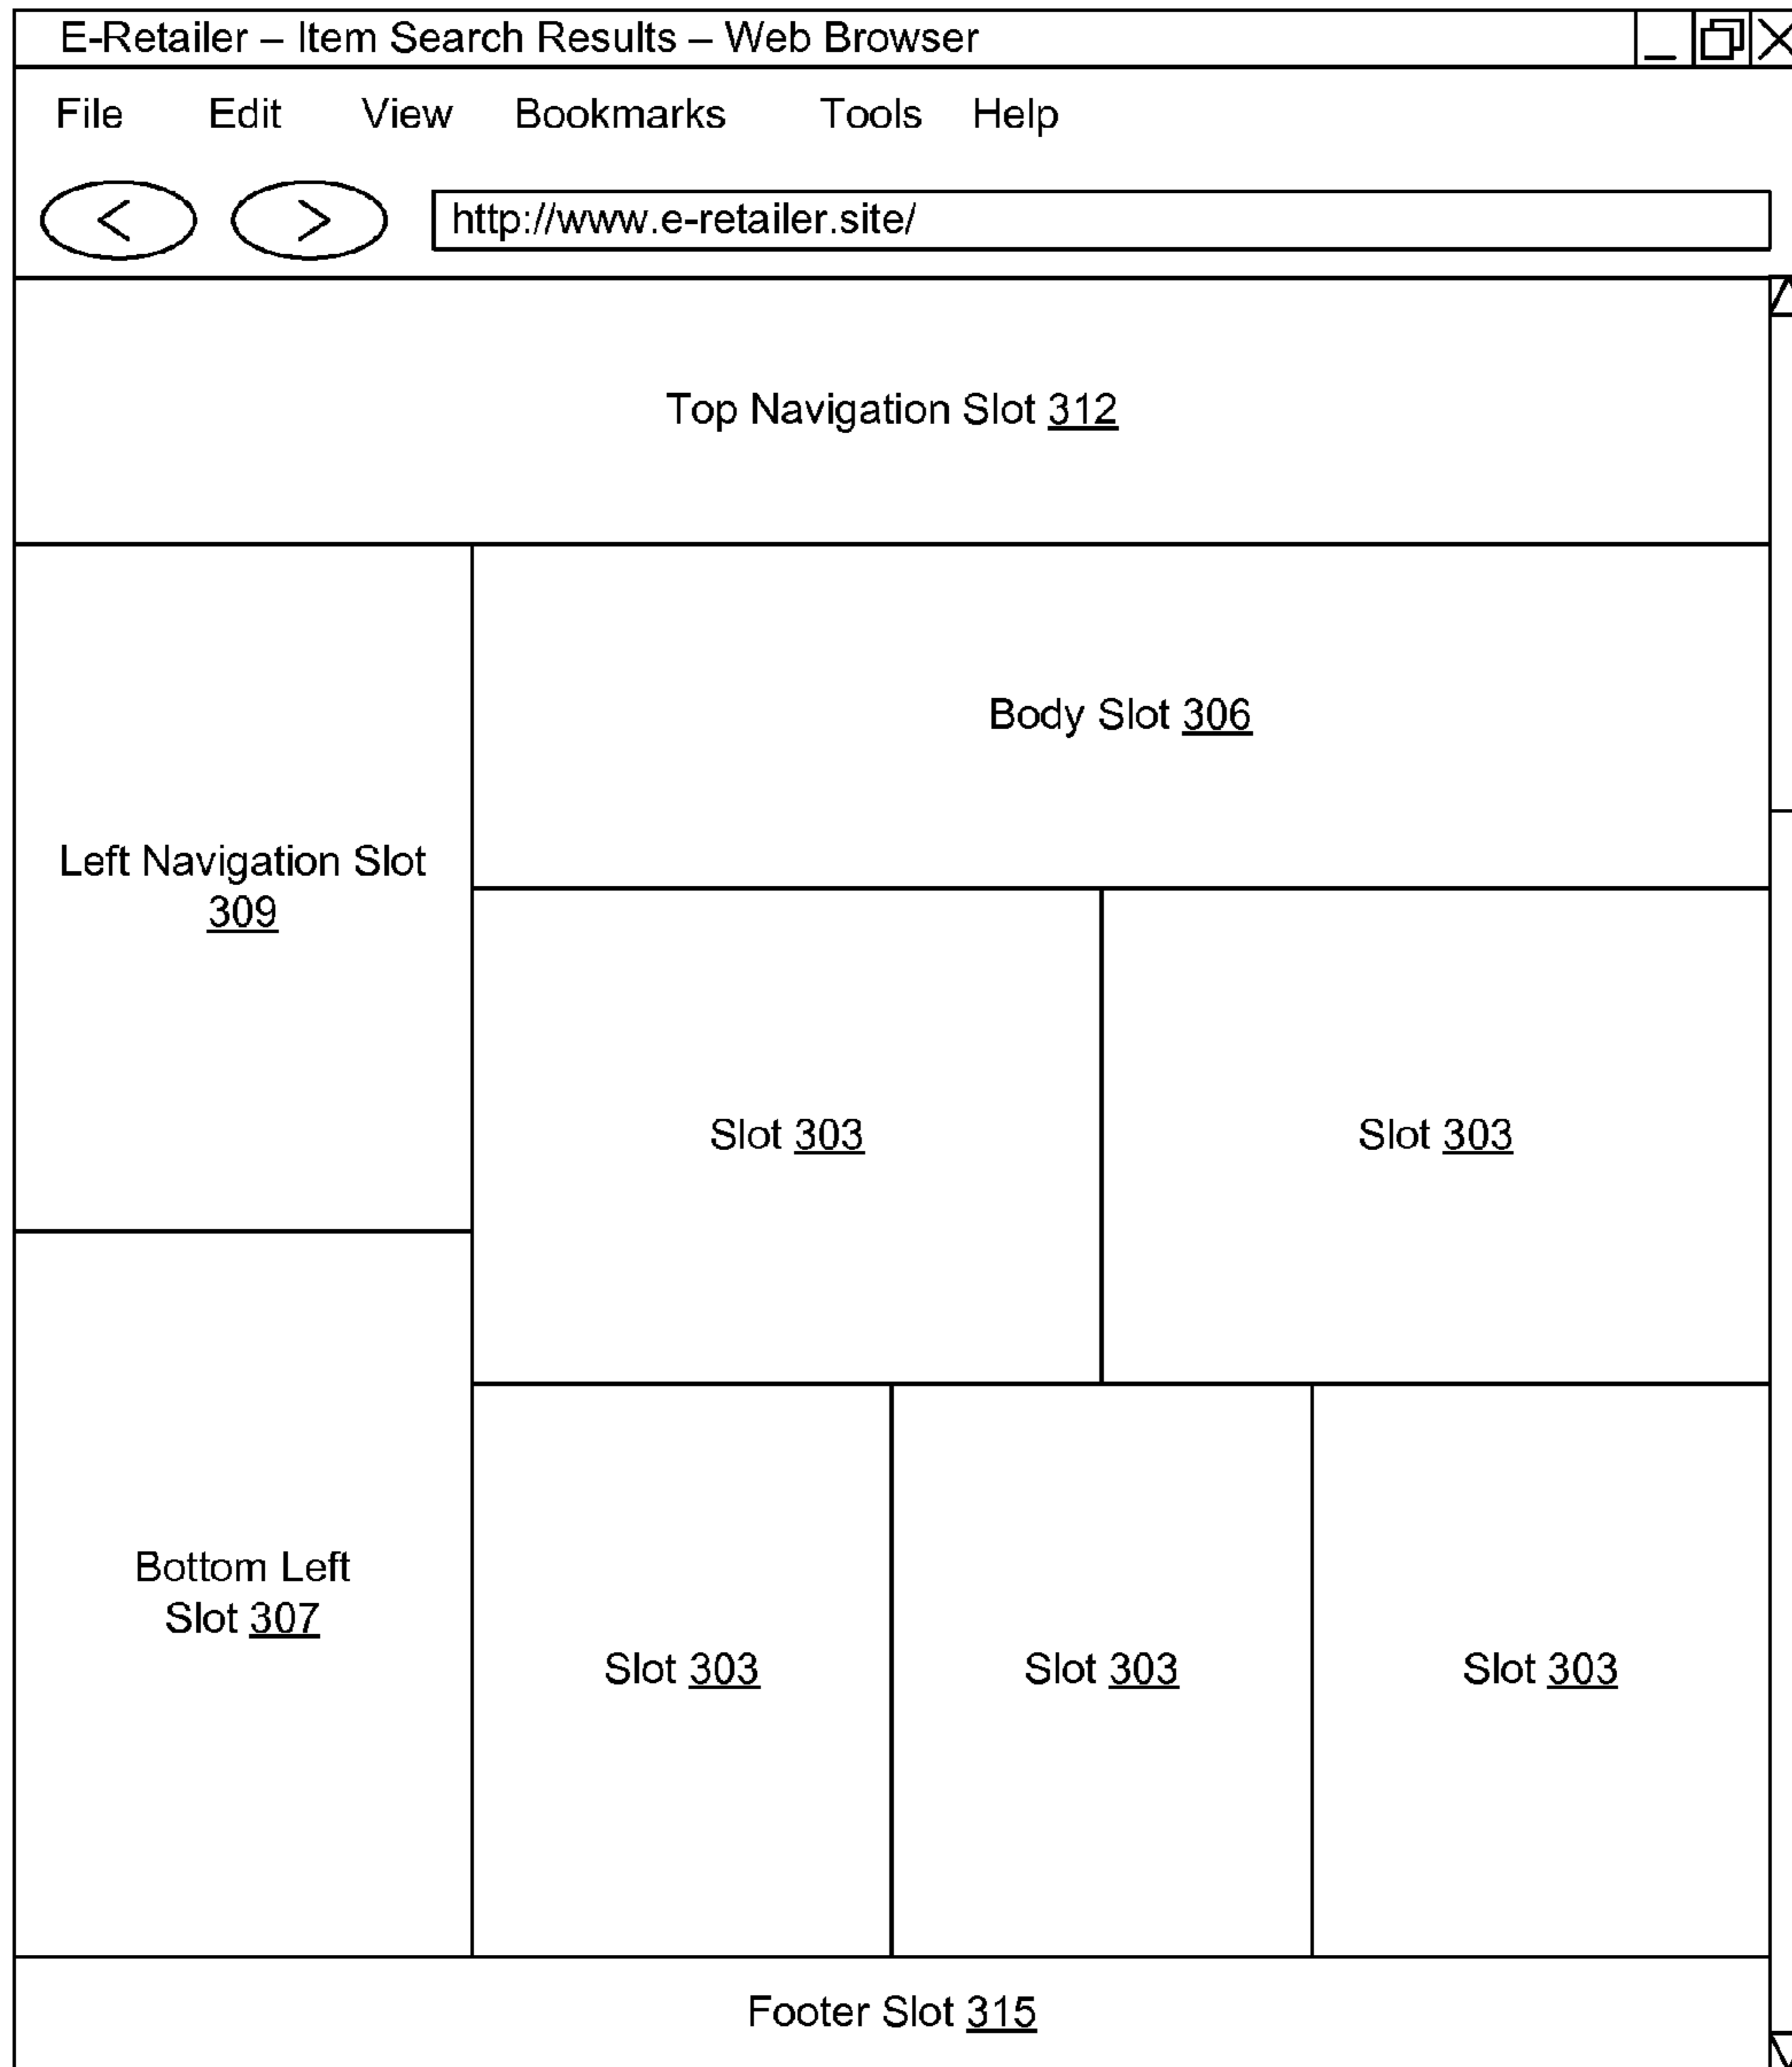 E-Retailer – Item Search Results – Web Browser
File Edit View Bookmarks Tools Help
< > http://www.e-retailer.site/
Top Navigation Slot 312
Body Slot 306
Left Navigation Slot
309
Slot 303
Slot 303
Bottom Left
Slot 307
Slot 303
Slot 303
Slot 303
Footer Slot 315